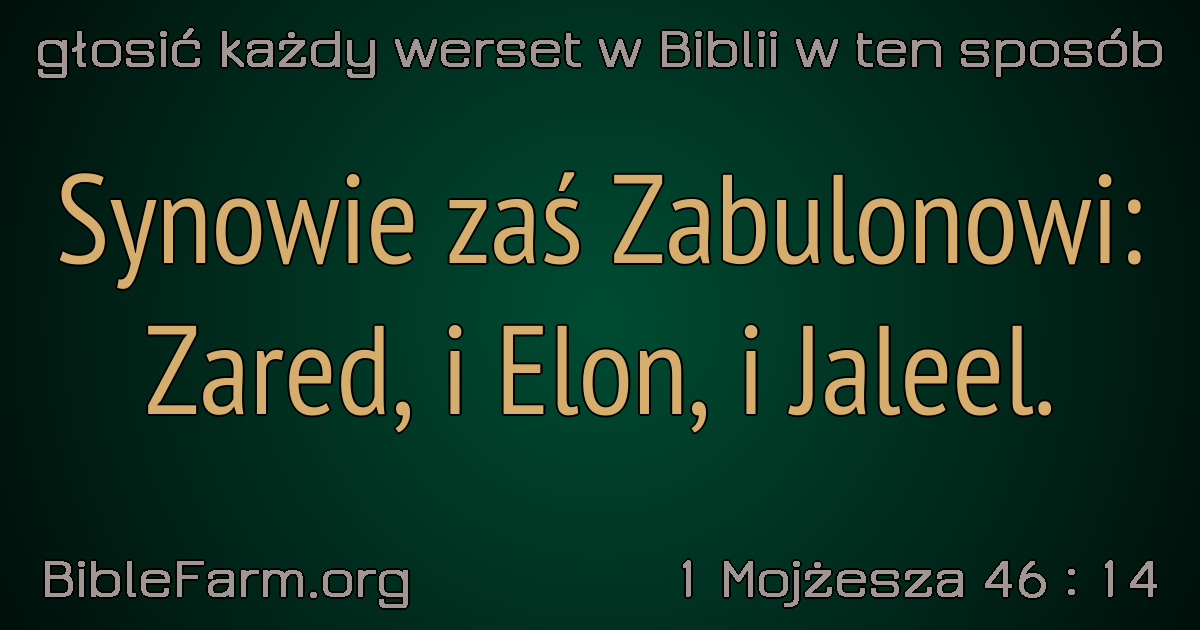 głosić każdy werset w Biblii w ten sposób
Synowie zaś Zabulonowi:
Zared, i Elon, i Jaleel.
BibleFarm.org
1 Mojżesza 46 : 14